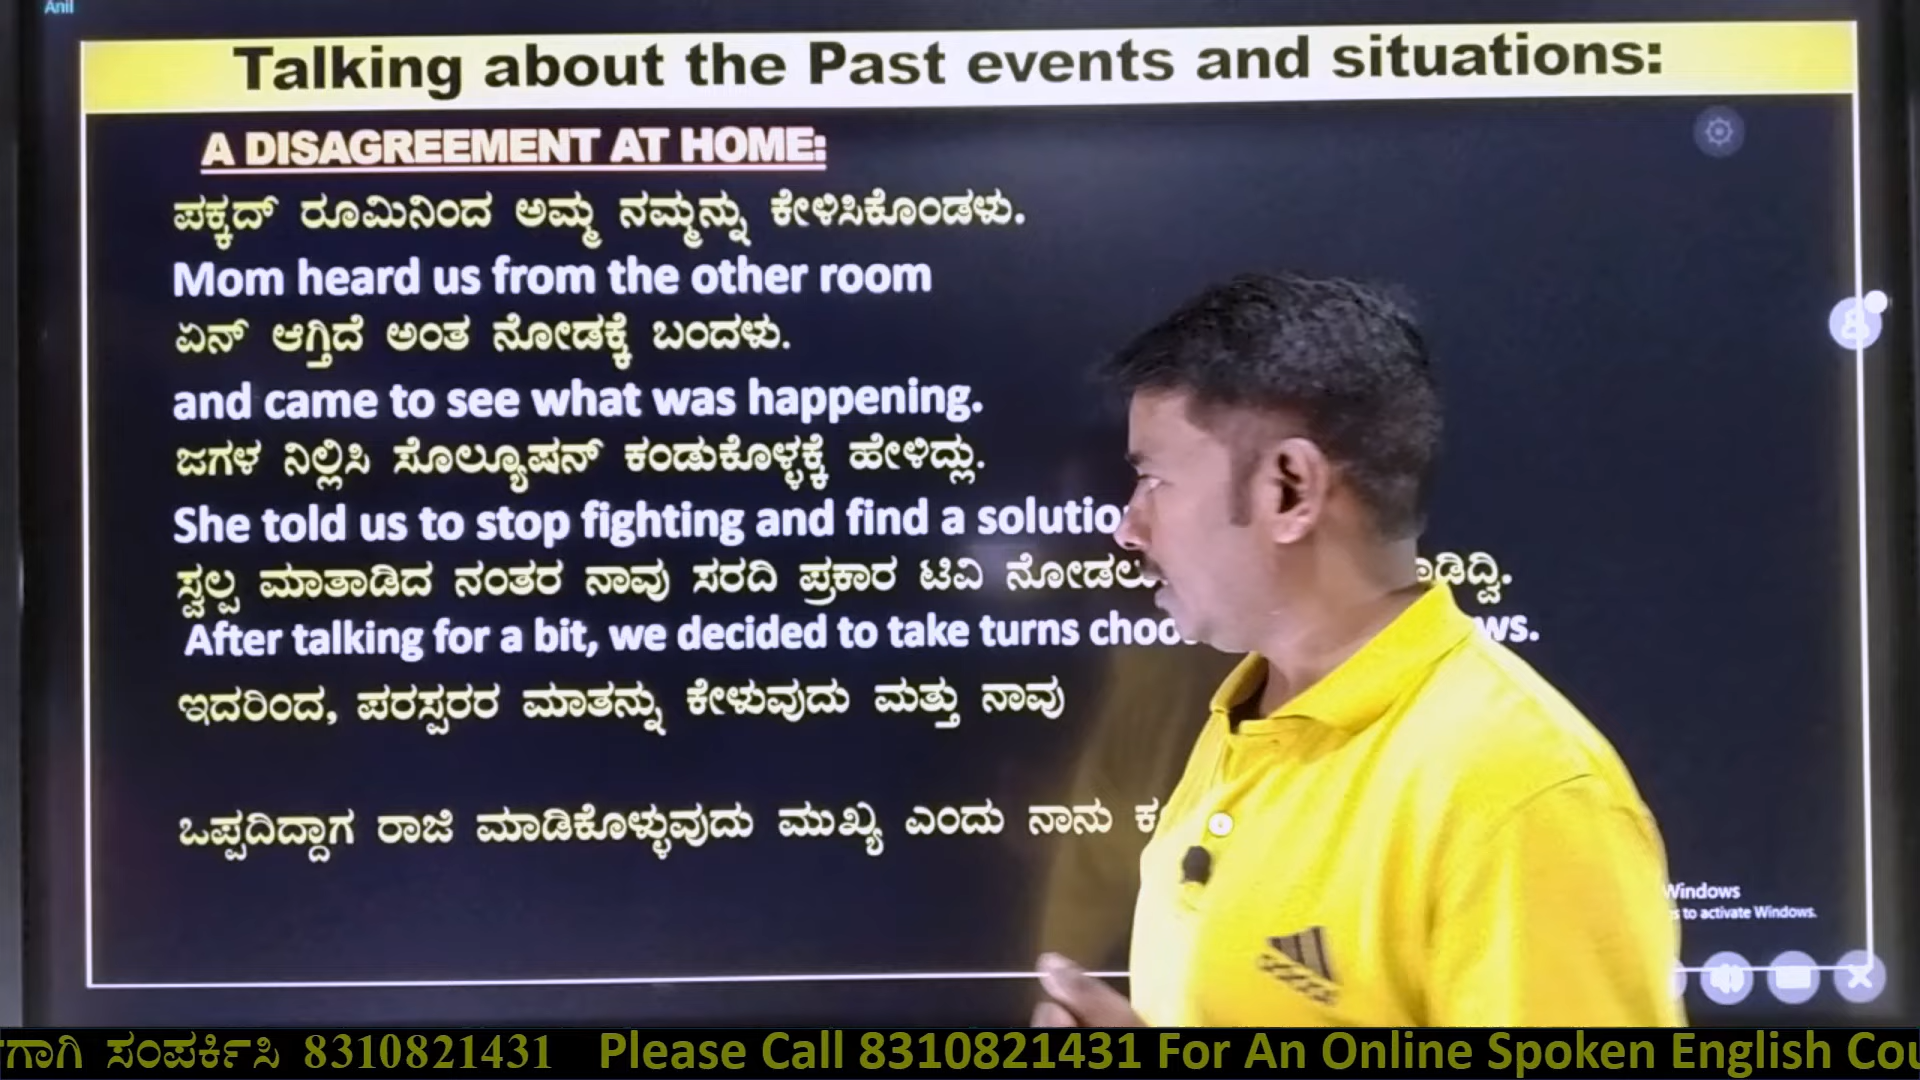 Anil
Talking about the Past events and situations:
A DISAGREEMENT AT HOME:
ಪಕ್ಕದ್ ರೂಮಿನಿಂದ ಅಮ್ಮ ನಮ್ಮನ್ನು ಕೇಳಿಸಿಕೊಂಡಳು.
Mom heard us from the other room
ಏನ್ ಆಗ್ತಿದೆ ಅಂತ ನೋಡಕ್ಕೆ ಬಂದಳು.
and came to see what was happening.
ಜಗಳ ನಿಲ್ಲಿಸಿ ಸೊಲ್ಯೂಷನ್ ಕಂಡುಕೊಳ್ಳಕ್ಕೆ ಹೇಳಿದ್ಲು.
She told us to stop fighting and find a
ಸ್ವಲ್ಪ ಮಾತಾಡಿದ ನಂತರ ನಾವು ಸರದಿ ಪ್ರಕಾರ ಟಿವಿ
After talking for a bit, we decided to take turns
ಇದರಿಂದ, ಪರಸ್ಪರರ ಮಾತನ್ನು ಕೇಳುವುದು ಮತ್ತು ನಾವು
ಒಪ್ಪದಿದ್ದಾಗ ರಾಜಿ ಮಾಡಿಕೊಳ್ಳುವುದು ಮುಖ್ಯ ಎಂದು ನಾನು
Windows
to activate Windows.
ಸಂಪರ್ಕಿಸಿ 8310821431 Please Call 8310821431 For An Online Spoken English